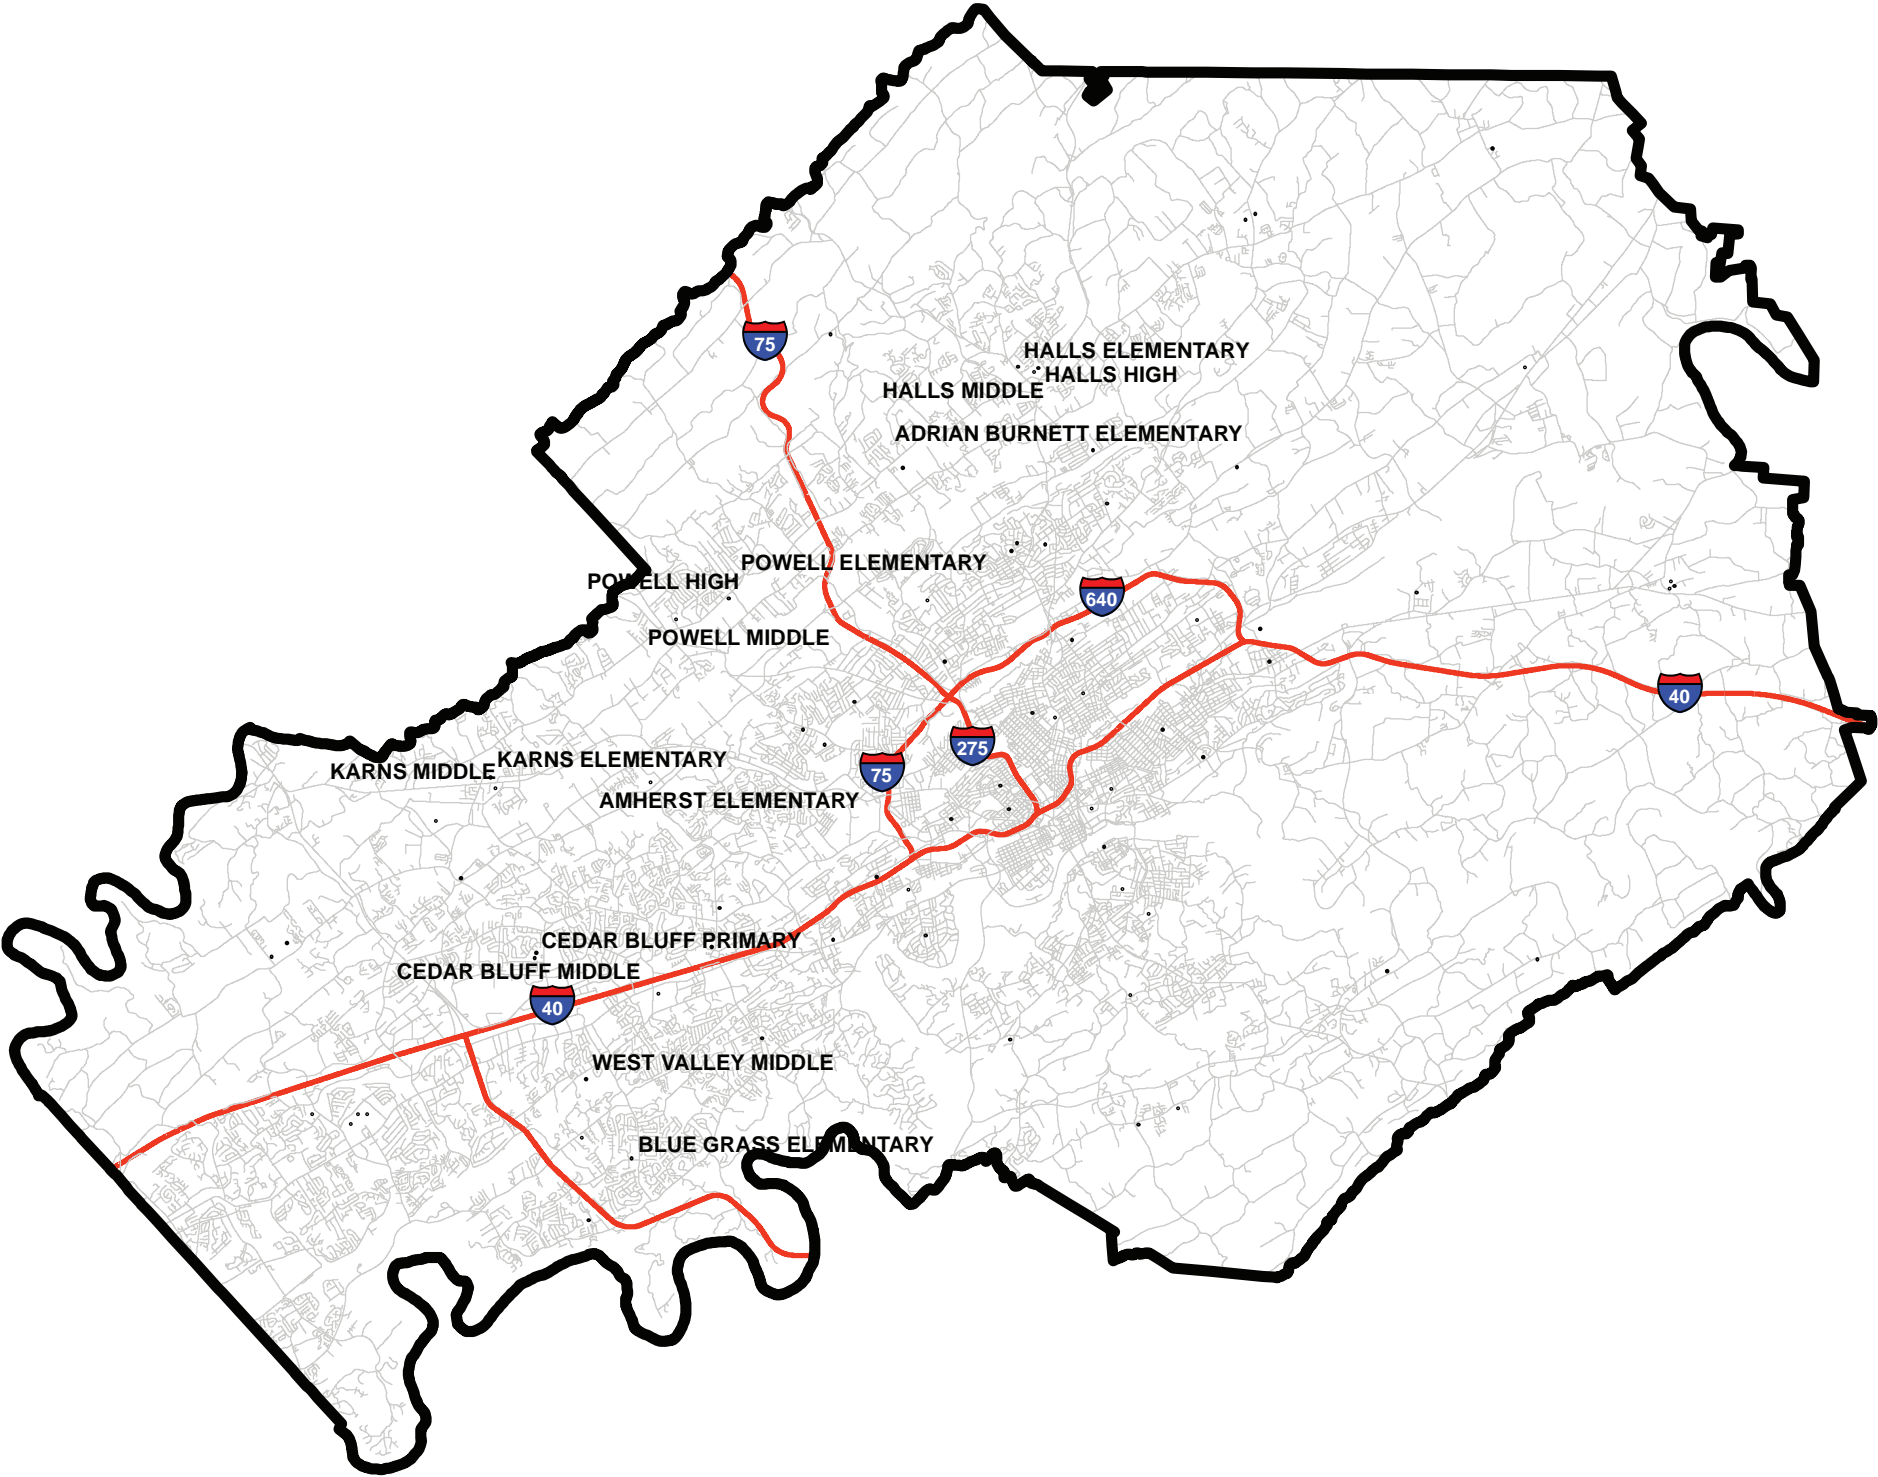 75
HALLS ELEMENTARY
HALLS HIGH
HALLS MIDDLE
ADRIAN BURNETT ELEMENTARY
POWELL ELEMENTARY
POWELL HIGH
640
POWELL MIDDLE
40
275
KARNS ELEMENTARY
KARNS MIDDLE
75
AMHERST ELEMENTARY
CEDAR BLUFF PRIMARY
CEDAR BLUFF MIDDLE
40
WEST VALLEY MIDDLE
BLUE GRASS ELEMENTARY